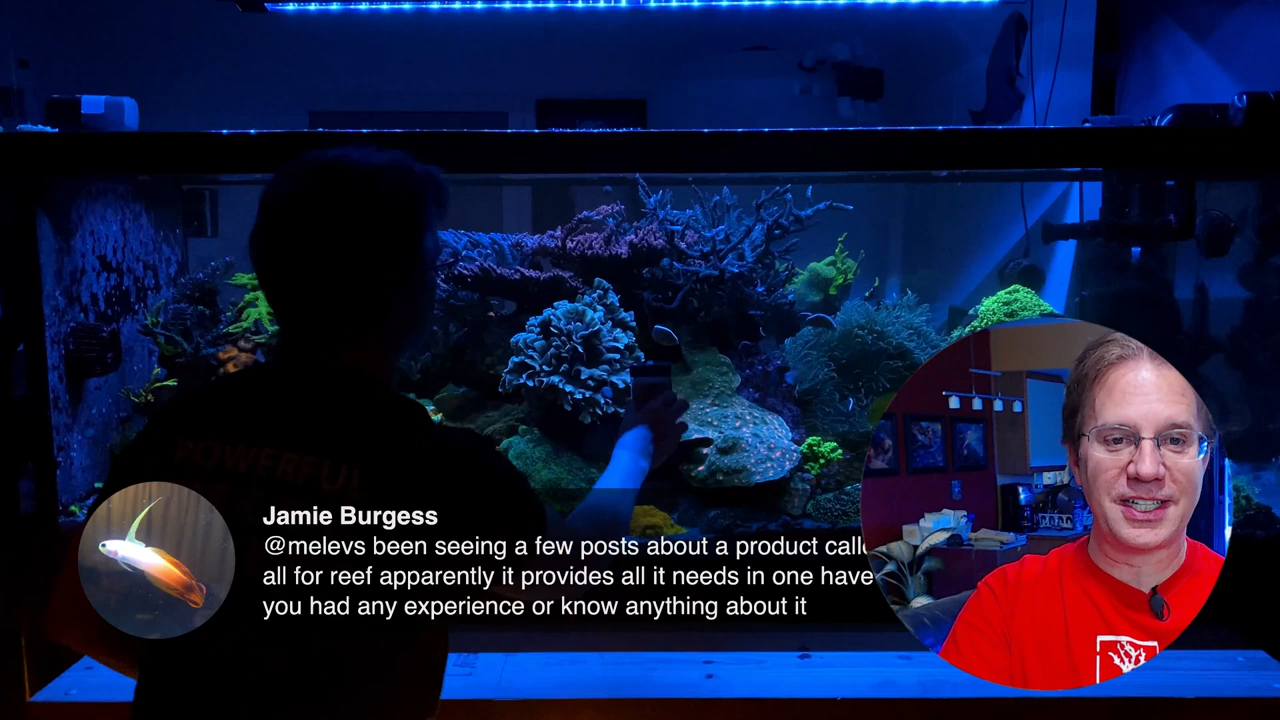 POWERFUL
Jamie Burgess
@melevs been seeing a few posts about a product call
all for reef apparently it provides all it needs in one have
you had any experience or know anything about it